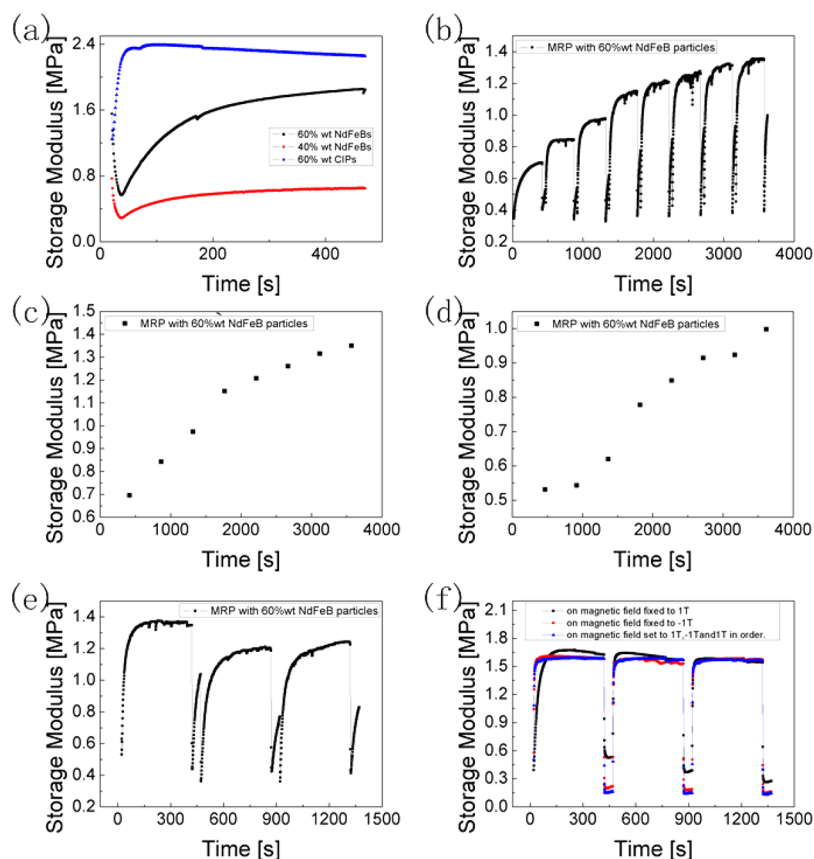 (a)
Storage Modulus [MPa]
2.4
1.6
0.8
0.0
60% wt NdFeBs
40% wt NdFeBs
60% wt CIPs
0 200 400
Time [s]
(b)
Storage Modulus [MPa]
1.4
1.2
1.0
0.8
0.6
0.4
0.2
MRP with 60%wt NdFeB particles
0 1000 2000 3000 4000
Time [s]
(c)
Storage Modulus [MPa]
1.5
1.4
1.3
1.2
1.1
1.0
0.9
0.8
0.7
0.6
MRP with 60%wt NdFeB particles
0 1000 2000 3000 4000
Time [s]
(d)
Storage Modulus [MPa]
1.0
0.9
0.8
0.7
0.6
0.5
MRP with 60%wt NdFeB particles
0 1000 2000 3000 4000
Time [s]
(e)
Storage Modulus [MPa]
1.4
1.2
1.0
0.8
0.6
0.4
0.2
MRP with 60%wt NdFeB particles
0 300 600 900 1200 1500
Time [s]
(f)
Storage Modulus [MPa]
2.1
1.8
1.5
1.2
0.9
0.6
0.3
0.0
on magnetic field fixed to 1T
on magnetic field fixed to -1T
on magnetic field set to 1T,-1Tand1T in order.
0 300 600 900 1200 1500
Time [s]